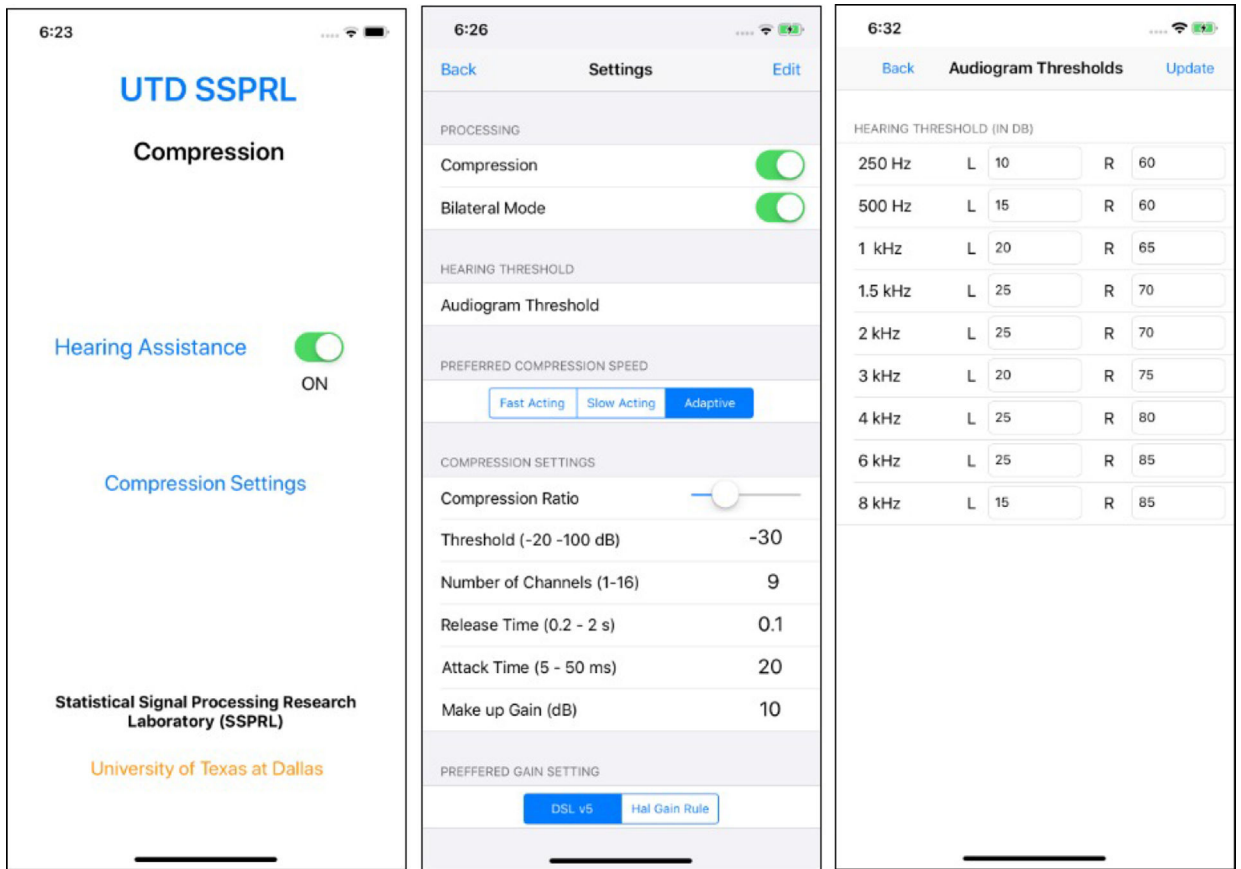 6:23
UTD SSPRL
Compression
Hearing Assistance
ON
Compression Settings
Statistical Signal Processing Research
Laboratory (SSPRL)
University of Texas at Dallas
6:26
Back Settings Edit
PROCESSING
Compression
Bilateral Mode
HEARING THRESHOLD
Audiogram Threshold
PREFERRED COMPRESSION SPEED
Fast Acting Slow Acting Adaptive
COMPRESSION SETTINGS
Compression Ratio
Threshold (-20 -100 dB) -30
Number of Channels (1-16) 9
Release Time (0.2 - 2 s) 0.1
Attack Time (5 - 50 ms) 20
Make up Gain (dB) 10
PREFFERED GAIN SETTING
DSL v5 Hal Gain Rule
6:32
Back Audiogram Thresholds Update
HEARING THRESHOLD (IN DB)
250 Hz L 10 R 60
500 Hz L 15 R 60
1 kHz L 20 R 65
1.5 kHz L 25 R 70
2 kHz L 25 R 70
3 kHz L 20 R 75
4 kHz L 25 R 80
6 kHz L 25 R 85
8 kHz L 15 R 85